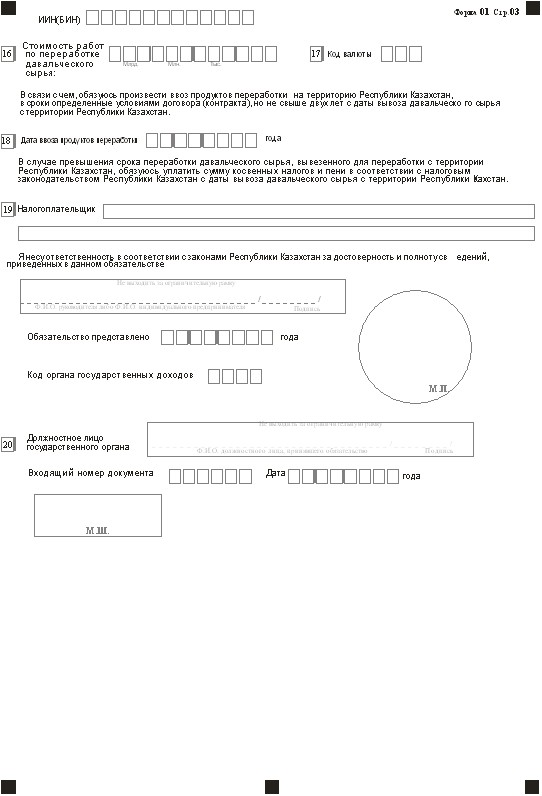 ИИН(БИН)
Форма 01 Стр. 03
16 Стоимость работ
по переработке
давальческого
сырья:
Млрд. Млн. Тыс.
17 Код валюты
В связи с чем, обязуюсь произвести ввоз продуктов переработки на территорию Республики Казахстан,
в сроки определенные условиями договора (контракта), но не свыше двух лет с даты вывоза давальческого сырья
с территории Республики Казахстан.
18 Дата ввоза продуктов переработки года
В случае превышения срока переработки давальческого сырья, вывезенного для переработки с территории
Республики Казахстан, обязуюсь уплатить сумму косвенных налогов и пени в соответствии с налоговым
законодательством Республики Казахстан с даты вывоза давальческого сырья с территории Республики Кахстан.
19 Налогоплательщик
Я несу ответственность в соответствии с законами Республики Казахстан за достоверность и полноту св едений,
приведенных в данном обязательстве
Не выходить за ограничительную рамку
/ /
Ф.И.О. руководителя либо Ф.И.О. индивидуального предпринимателя Подпись
Обязательство представлено года
Код органа государственных доходов
М.П.
Не выходить за ограничительную рамку
20 Должностное лицо
государственного органа
/ /
Ф.И.О. должностного лица, принявшего обязательство Подпись
Входящий номер документа Дата года
М.Ш.